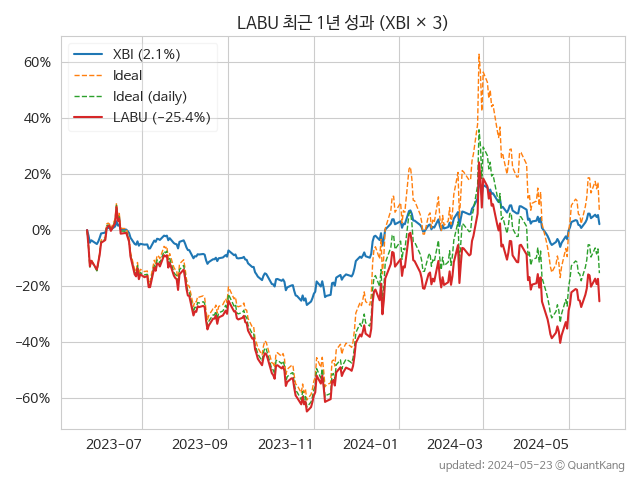 LABU 최근 1년 성과 (XBI × 3)
XBI (2.1%)
Ideal
Ideal (daily)
LABU (−25.4%)
60%
40%
20%
0%
−20%
−40%
−60%
2023-07 2023-09 2023-11 2024-01 2024-03 2024-05
updated: 2024-05-23 © QuantKang